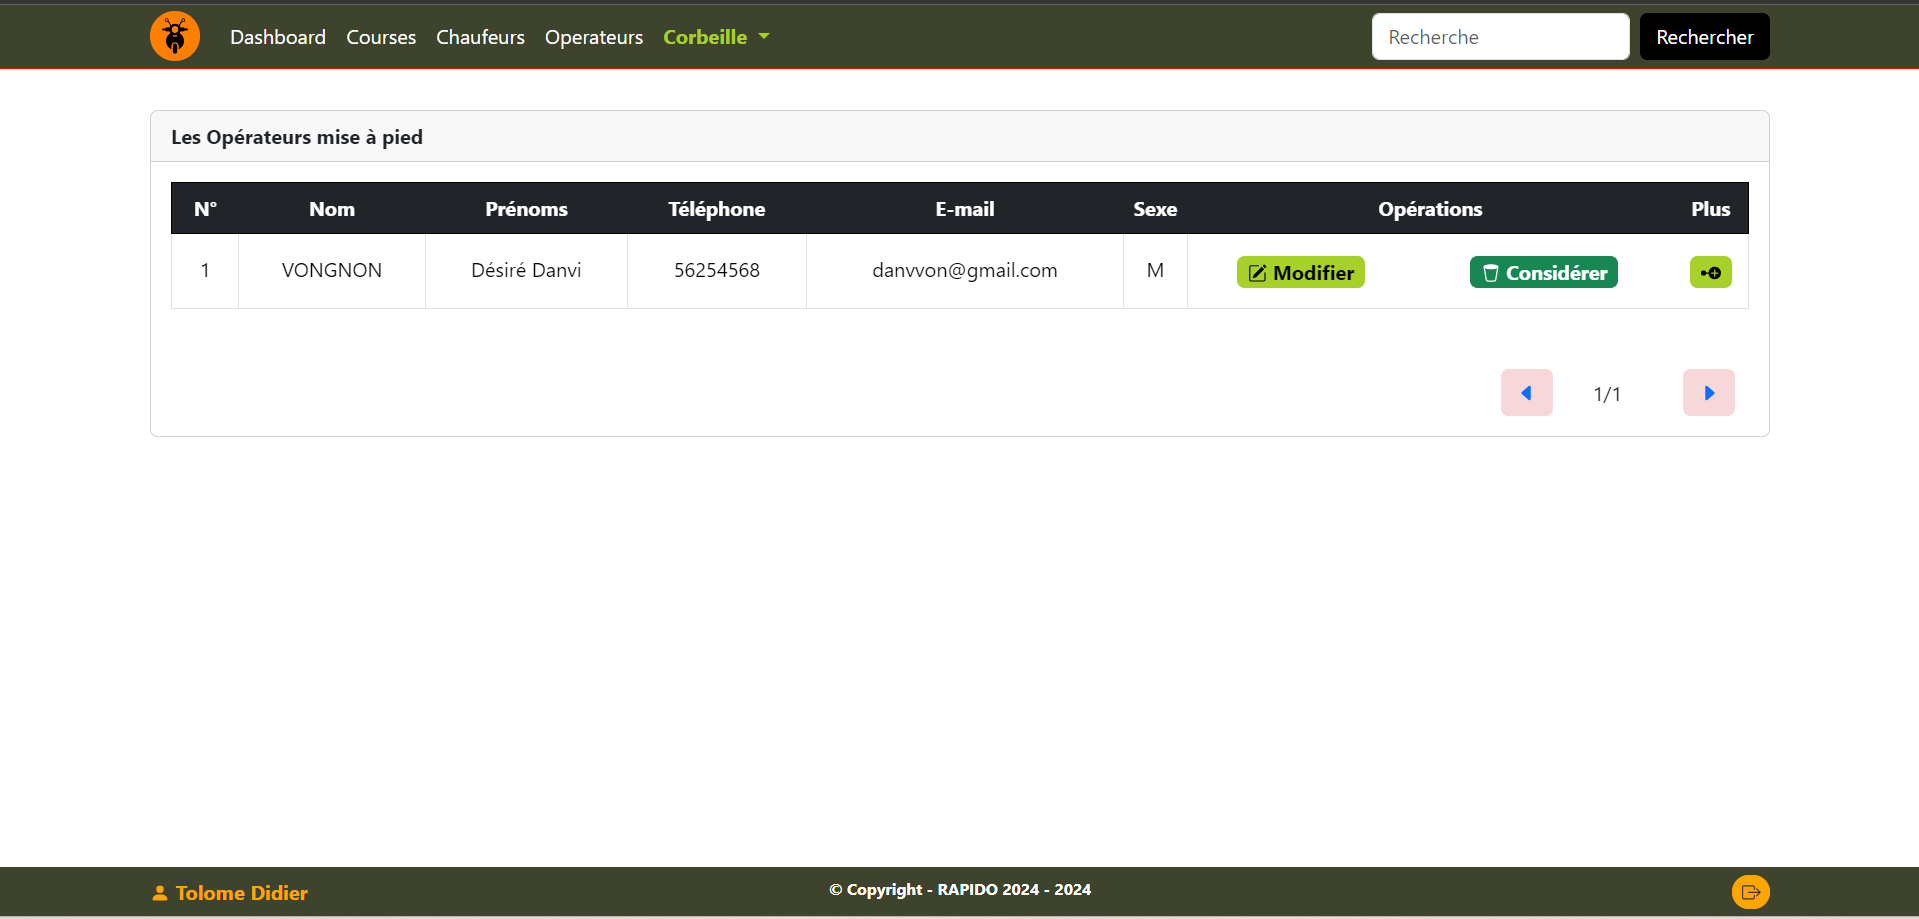 Dashboard Courses Chaufeurs Operateurs Corbeille Recherche Rechercher
Les Opérateurs mise à pied
N° Nom Prénoms Téléphone E-mail Sexe Opérations Plus
1 VONGNON Désiré Danvi 56254568 danvvon@gmail.com M Modifier Considérer
1/1
Tolome Didier © Copyright - RAPIDO 2024 - 2024